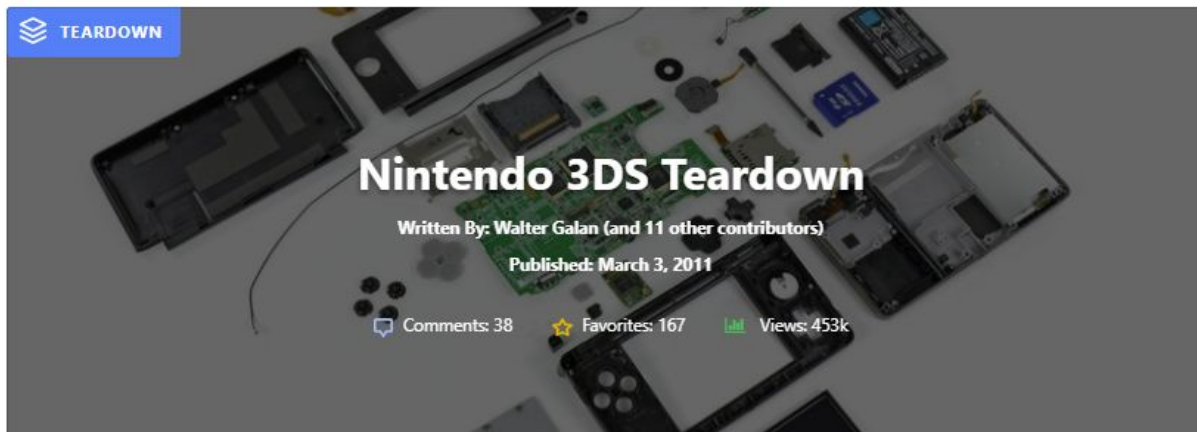 TEARDOWN
Nintendo 3DS Teardown
Written By: Walter Galan (and 11 other contributors)
Published: March 3, 2011
Comments: 38 Favorites: 167 Views: 453k